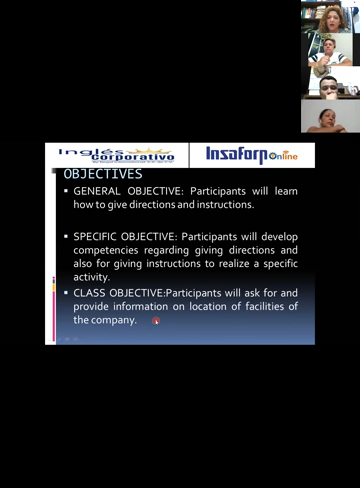 Inglés
Corporativo
Insaforp Online
OBJECTIVES
GENERAL OBJECTIVE: Participants will learn
how to give directions and instructions.
SPECIFIC OBJECTIVE: Participants will develop
competencies regarding giving directions and
also for giving instructions to realize a specific
activity.
CLASS OBJECTIVE:Participants will ask for and
provide information on location of facilities of
the company.